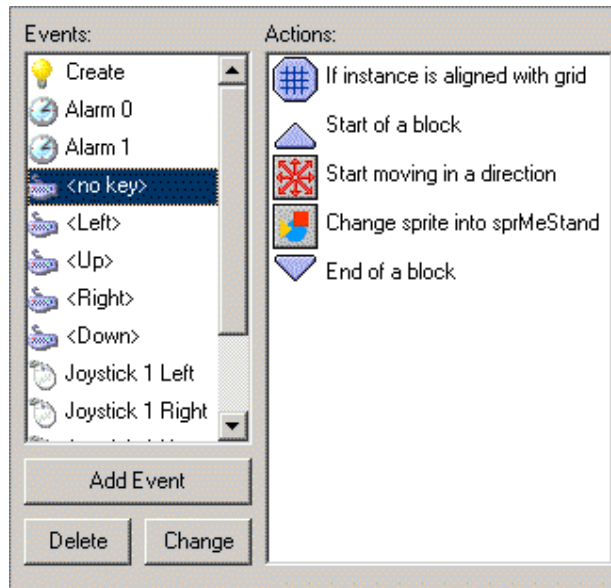 Events:
Create
Alarm 0
Alarm 1
<no key>
<Left>
<Up>
<Right>
<Down>
Joystick 1 Left
Joystick 1 Right
Add Event
Delete
Change
Actions:
If instance is aligned with grid
Start of a block
Start moving in a direction
Change sprite into sprMeStand
End of a block